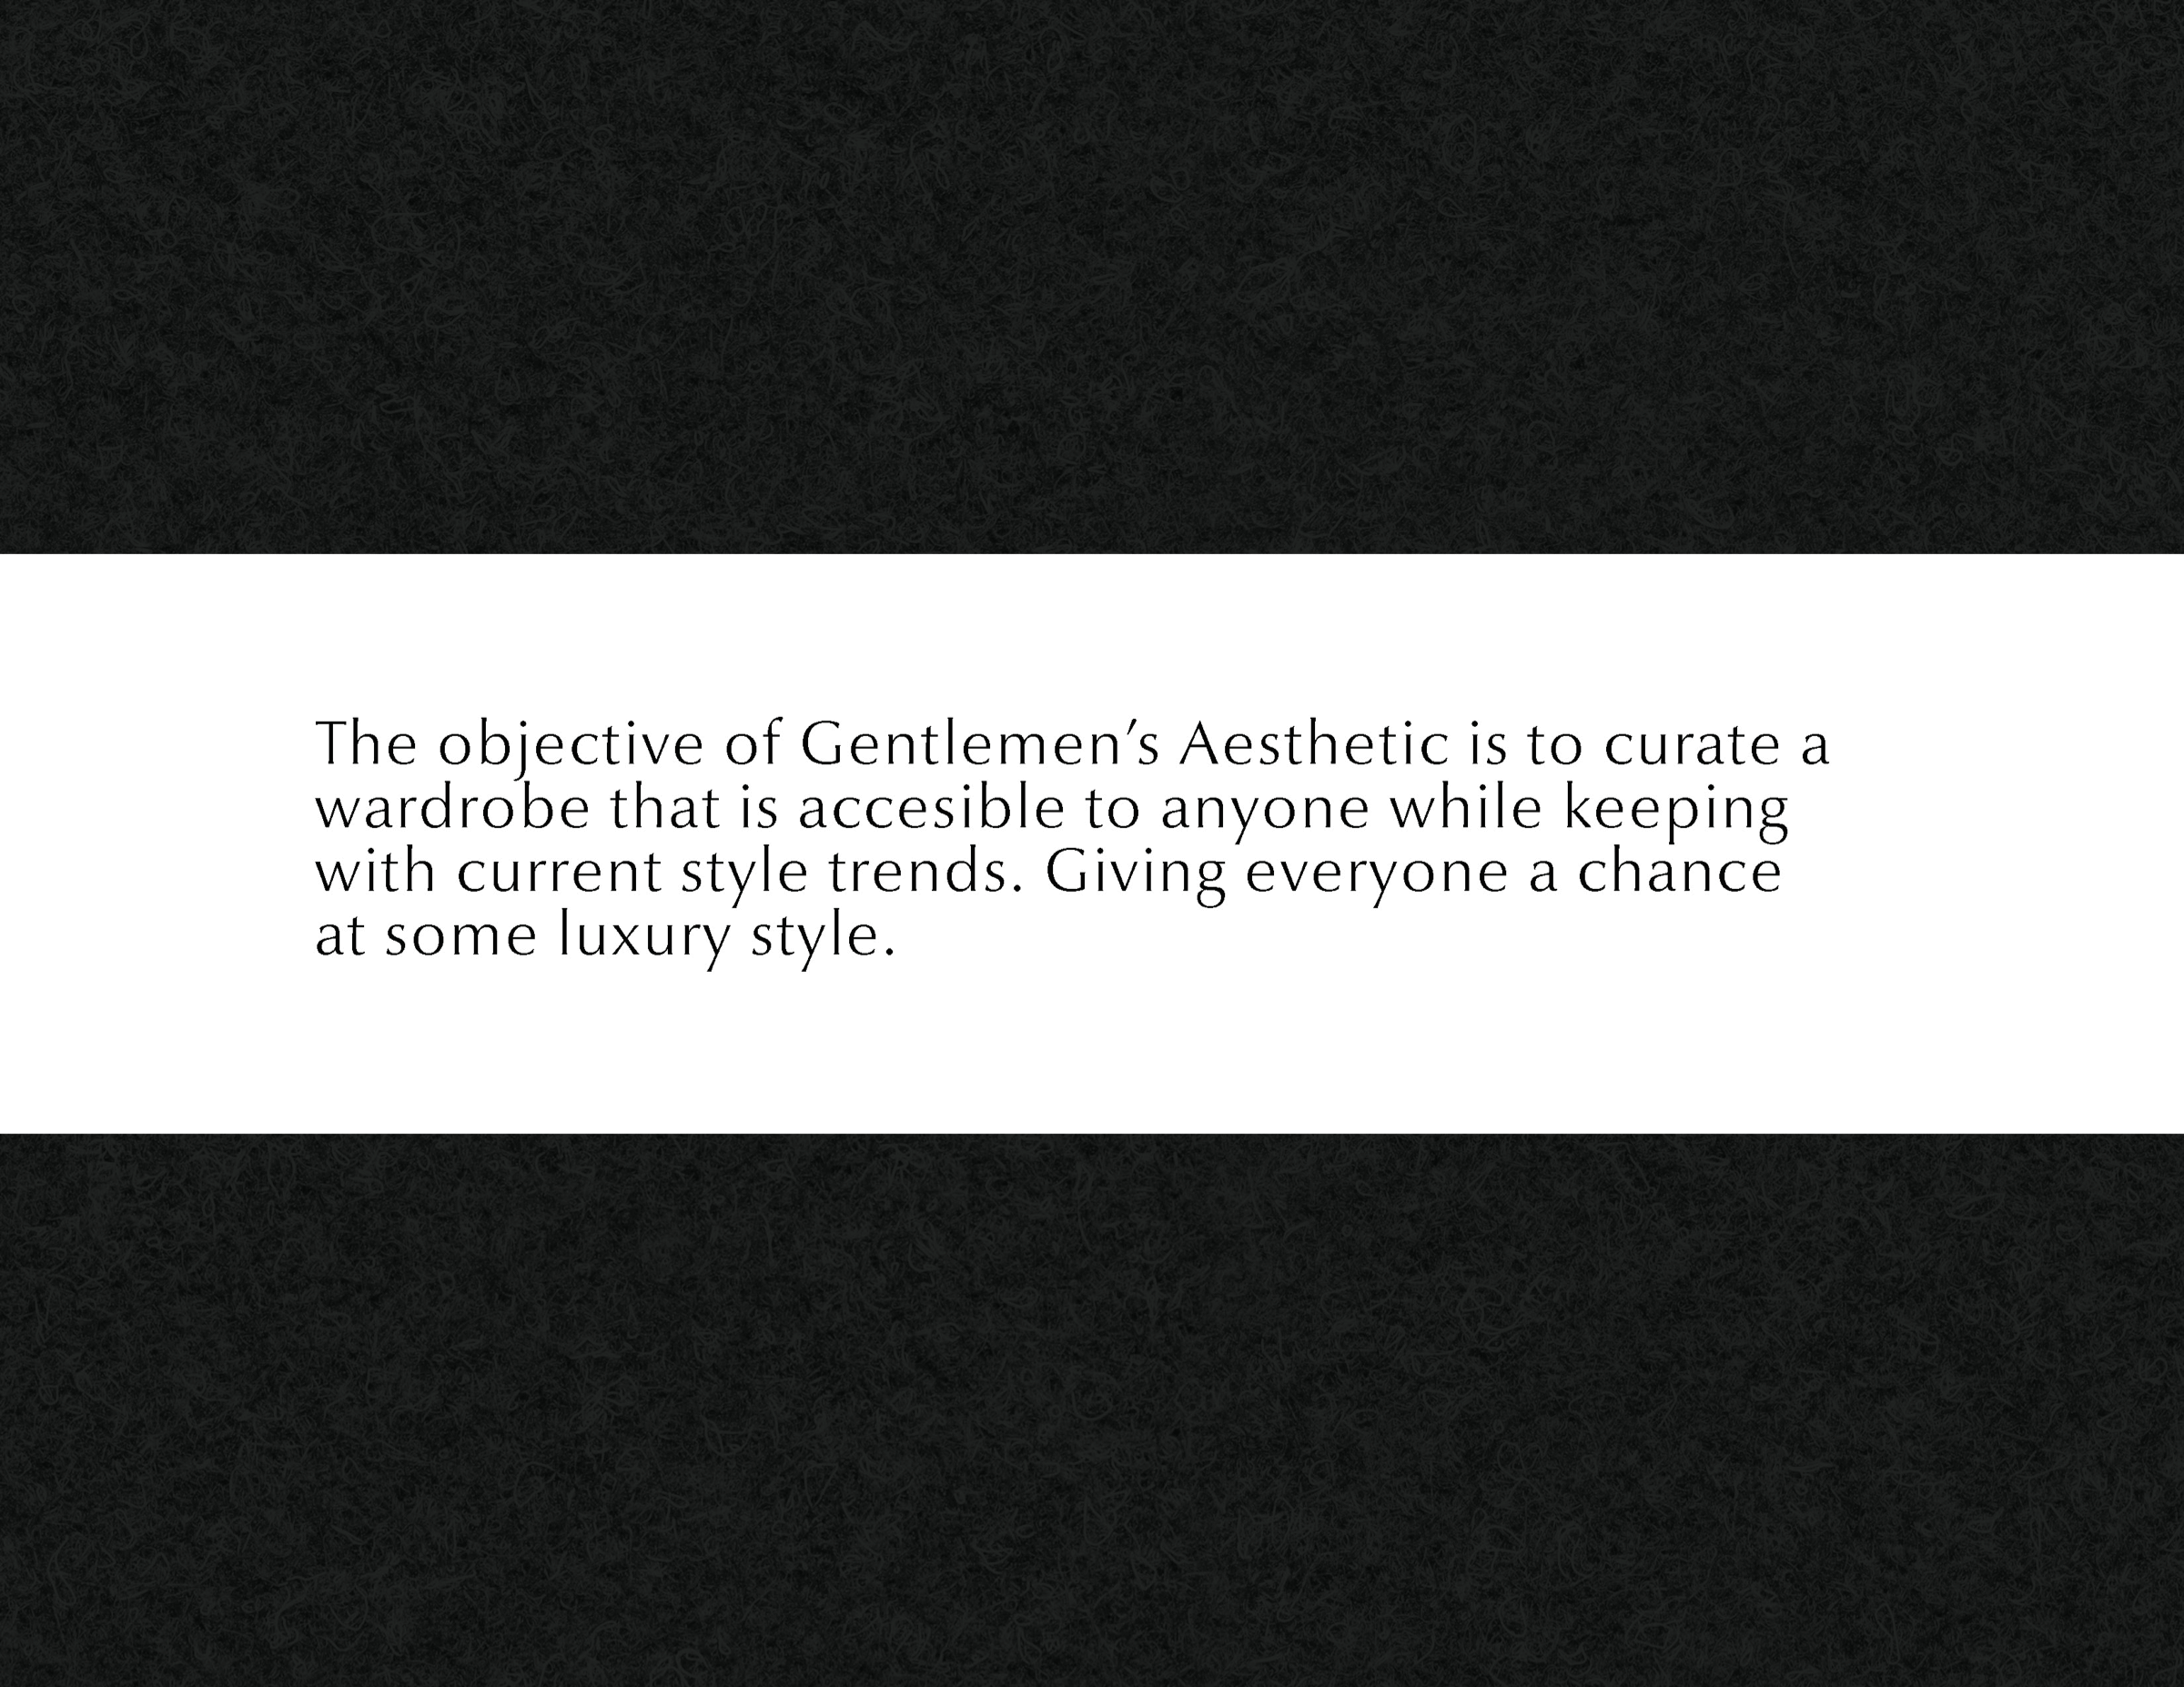 The objective of Gentlemen’s Aesthetic is to curate a
wardrobe that is accesible to anyone while keeping
with current style trends. Giving everyone a chance
at some luxury style.